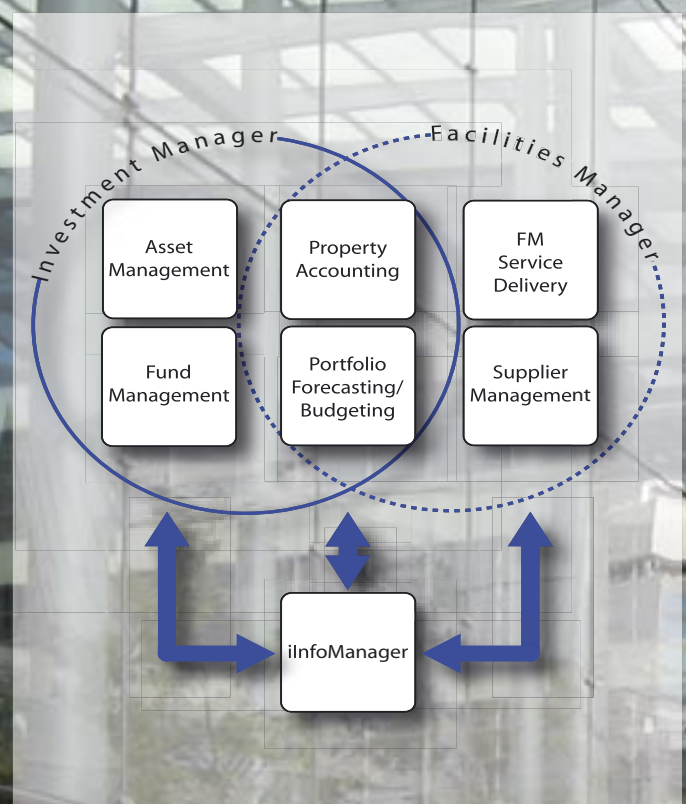 Investment Manager
Facilities Manager
Asset
Management
Property
Accounting
FM
Service
Delivery
Fund
Management
Portfolio
Forecasting/
Budgeting
Supplier
Management
iInfoManager